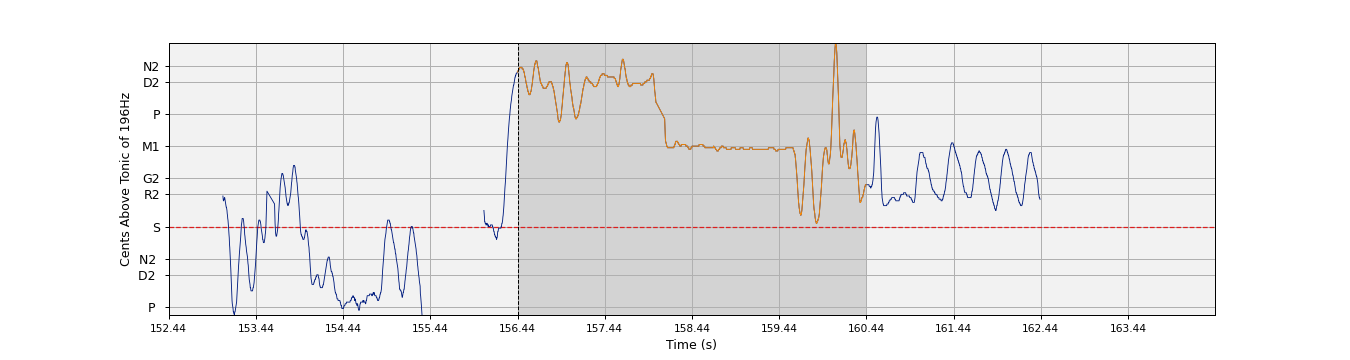 Cents Above Tonic of 196Hz
N2
D2
P
M1
G2
R2
S
N2
D2
P
152.44 153.44 154.44 155.44 156.44 157.44 158.44 159.44 160.44 161.44 162.44 163.44
Time (s)